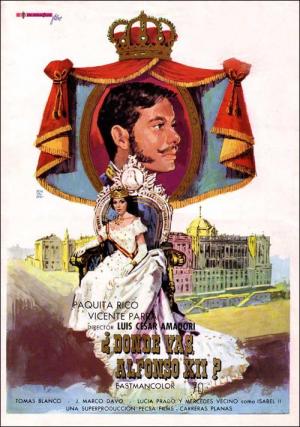 PAQUITA RICO
VICENTE PARRA
DIRECTOR LUIS CESAR AMADORI
¿DONDE VAS
ALFONSO XII?
EASTMANCOLOR
TOMAS BLANCO J. MARCO DAVO LUCIA PRADO Y MERCEDES VECINO como ISABEL II
UNA SUPERPRODUCCION PECSA FILMS - CARRERAS PLANAS